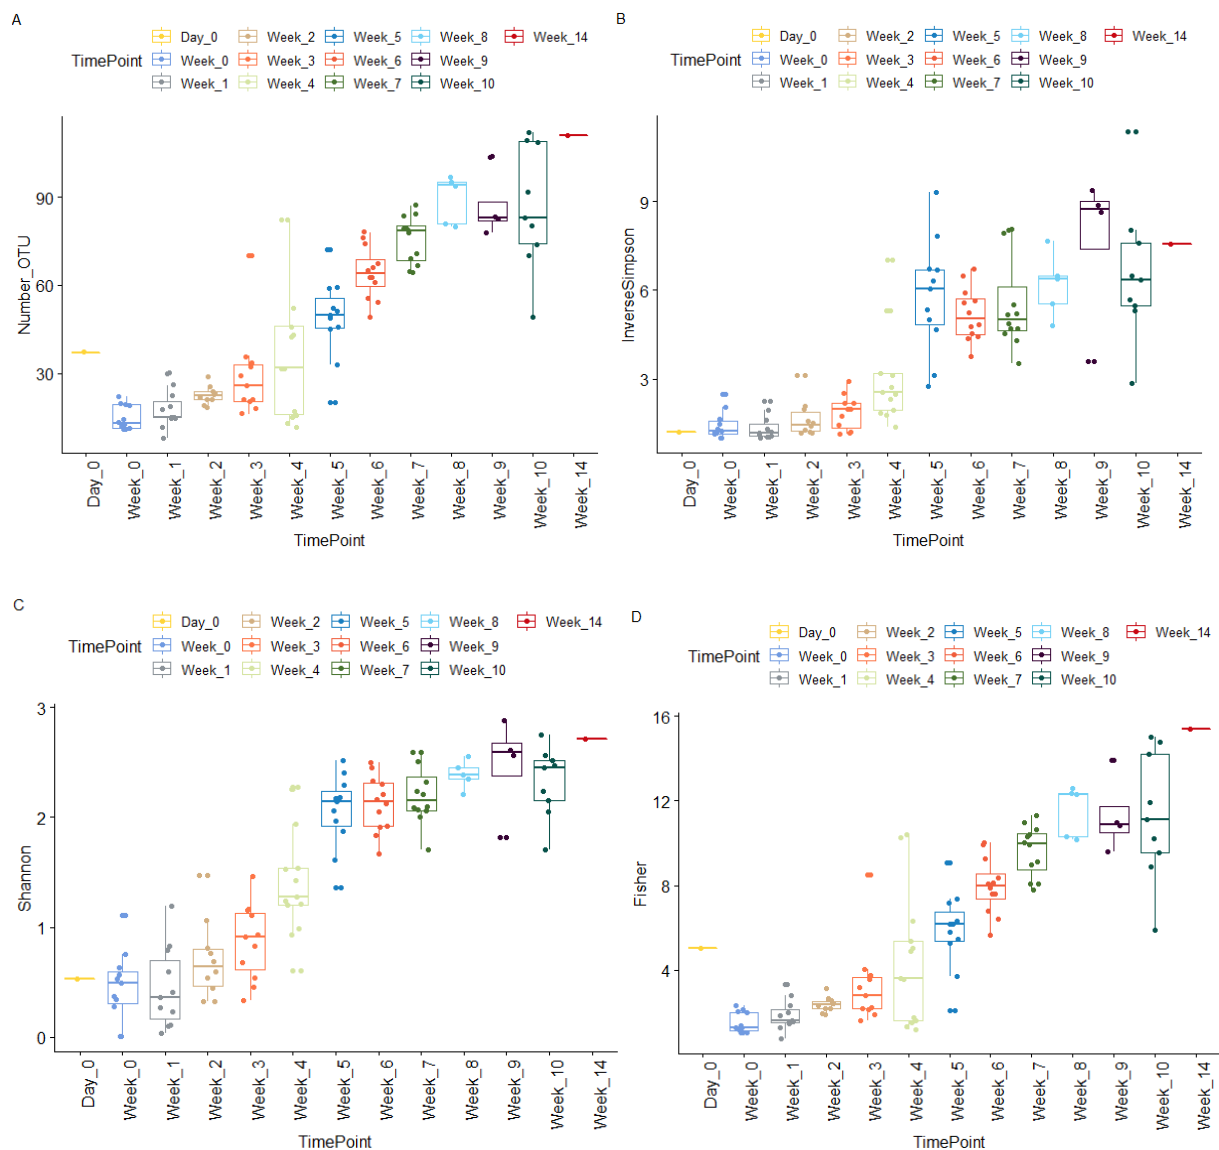 A
Day_0 Week_2 Week_5 Week_8 Week_14
TimePoint Week_0 Week_3 Week_6 Week_9
Week_1 Week_4 Week_7 Week_10
Number_OTU
90
60
30
Day_0 Week_0 Week_1 Week_2 Week_3 Week_4 Week_5 Week_6 Week_7 Week_8 Week_9 Week_10 Week_14
TimePoint
B
Day_0 Week_2 Week_5 Week_8 Week_14
TimePoint Week_0 Week_3 Week_6 Week_9
Week_1 Week_4 Week_7 Week_10
InverseSimpson
9
6
3
Day_0 Week_0 Week_1 Week_2 Week_3 Week_4 Week_5 Week_6 Week_7 Week_8 Week_9 Week_10 Week_14
TimePoint
C
Day_0 Week_2 Week_5 Week_8 Week_14
TimePoint Week_0 Week_3 Week_6 Week_9
Week_1 Week_4 Week_7 Week_10
Shannon
3
2
1
0
Day_0 Week_0 Week_1 Week_2 Week_3 Week_4 Week_5 Week_6 Week_7 Week_8 Week_9 Week_10 Week_14
TimePoint
D
Day_0 Week_2 Week_5 Week_8 Week_14
TimePoint Week_0 Week_3 Week_6 Week_9
Week_1 Week_4 Week_7 Week_10
Fisher
16
12
8
4
Day_0 Week_0 Week_1 Week_2 Week_3 Week_4 Week_5 Week_6 Week_7 Week_8 Week_9 Week_10 Week_14
TimePoint